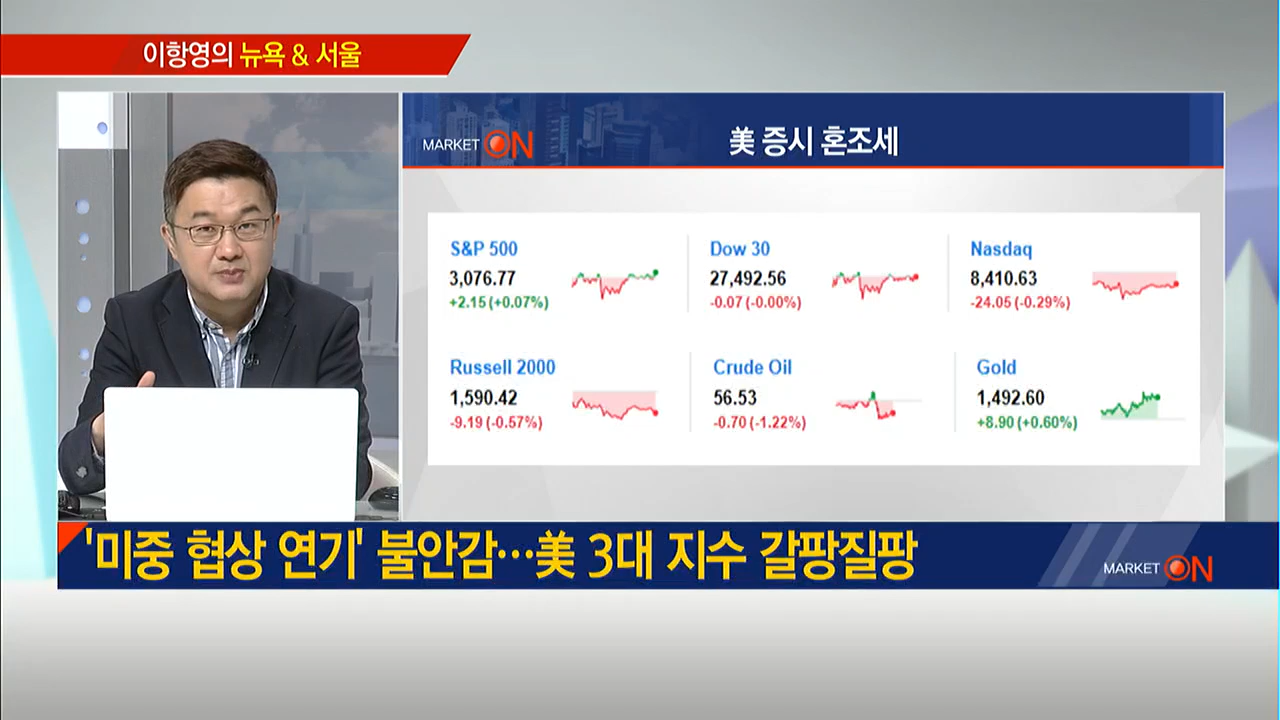 이항영의 뉴욕 & 서울
MARKET ON
美 증시 혼조세
S&P 500
3,076.77
+2.15 (+0.07%)
Dow 30
27,492.56
-0.07 (-0.00%)
Nasdaq
8,410.63
-24.05 (-0.29%)
Russell 2000
1,590.42
-9.19 (-0.57%)
Crude Oil
56.53
-0.70 (-1.22%)
Gold
1,492.60
+8.90 (+0.60%)
'미중 협상 연기' 불안감…美 3대 지수 갈팡질팡
MARKET ON